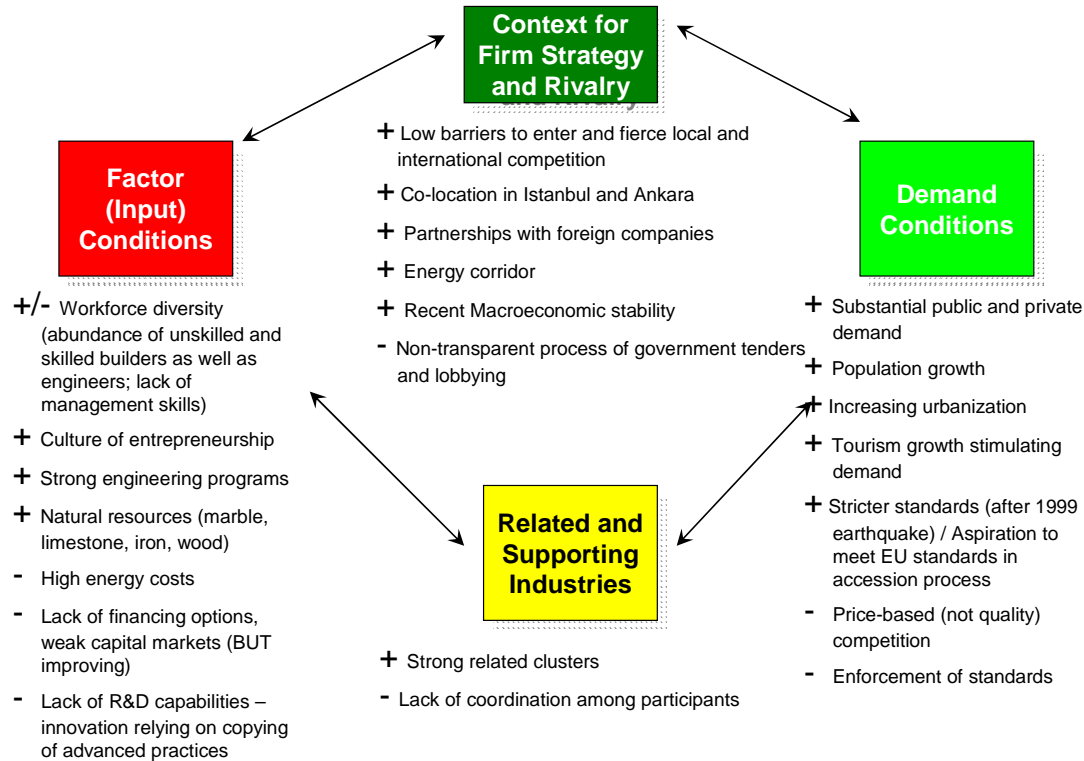 Context for
Firm Strategy
and Rivalry
+ Low barriers to enter and fierce local and
international competition
+ Co-location in Istanbul and Ankara
+ Partnerships with foreign companies
+ Energy corridor
+ Recent Macroeconomic stability
- Non-transparent process of government tenders
and lobbying
Factor
(Input)
Conditions
+/- Workforce diversity
(abundance of unskilled and
skilled builders as well as
engineers; lack of
management skills)
+ Culture of entrepreneurship
+ Strong engineering programs
+ Natural resources (marble,
limestone, iron, wood)
- High energy costs
- Lack of financing options,
weak capital markets (BUT
improving)
- Lack of R&D capabilities –
innovation relying on copying
of advanced practices
Demand
Conditions
+ Substantial public and private
demand
+ Population growth
+ Increasing urbanization
+ Tourism growth stimulating
demand
+ Stricter standards (after 1999
earthquake) / Aspiration to
meet EU standards in
accession process
- Price-based (not quality)
competition
- Enforcement of standards
Related and
Supporting
Industries
+ Strong related clusters
- Lack of coordination among participants